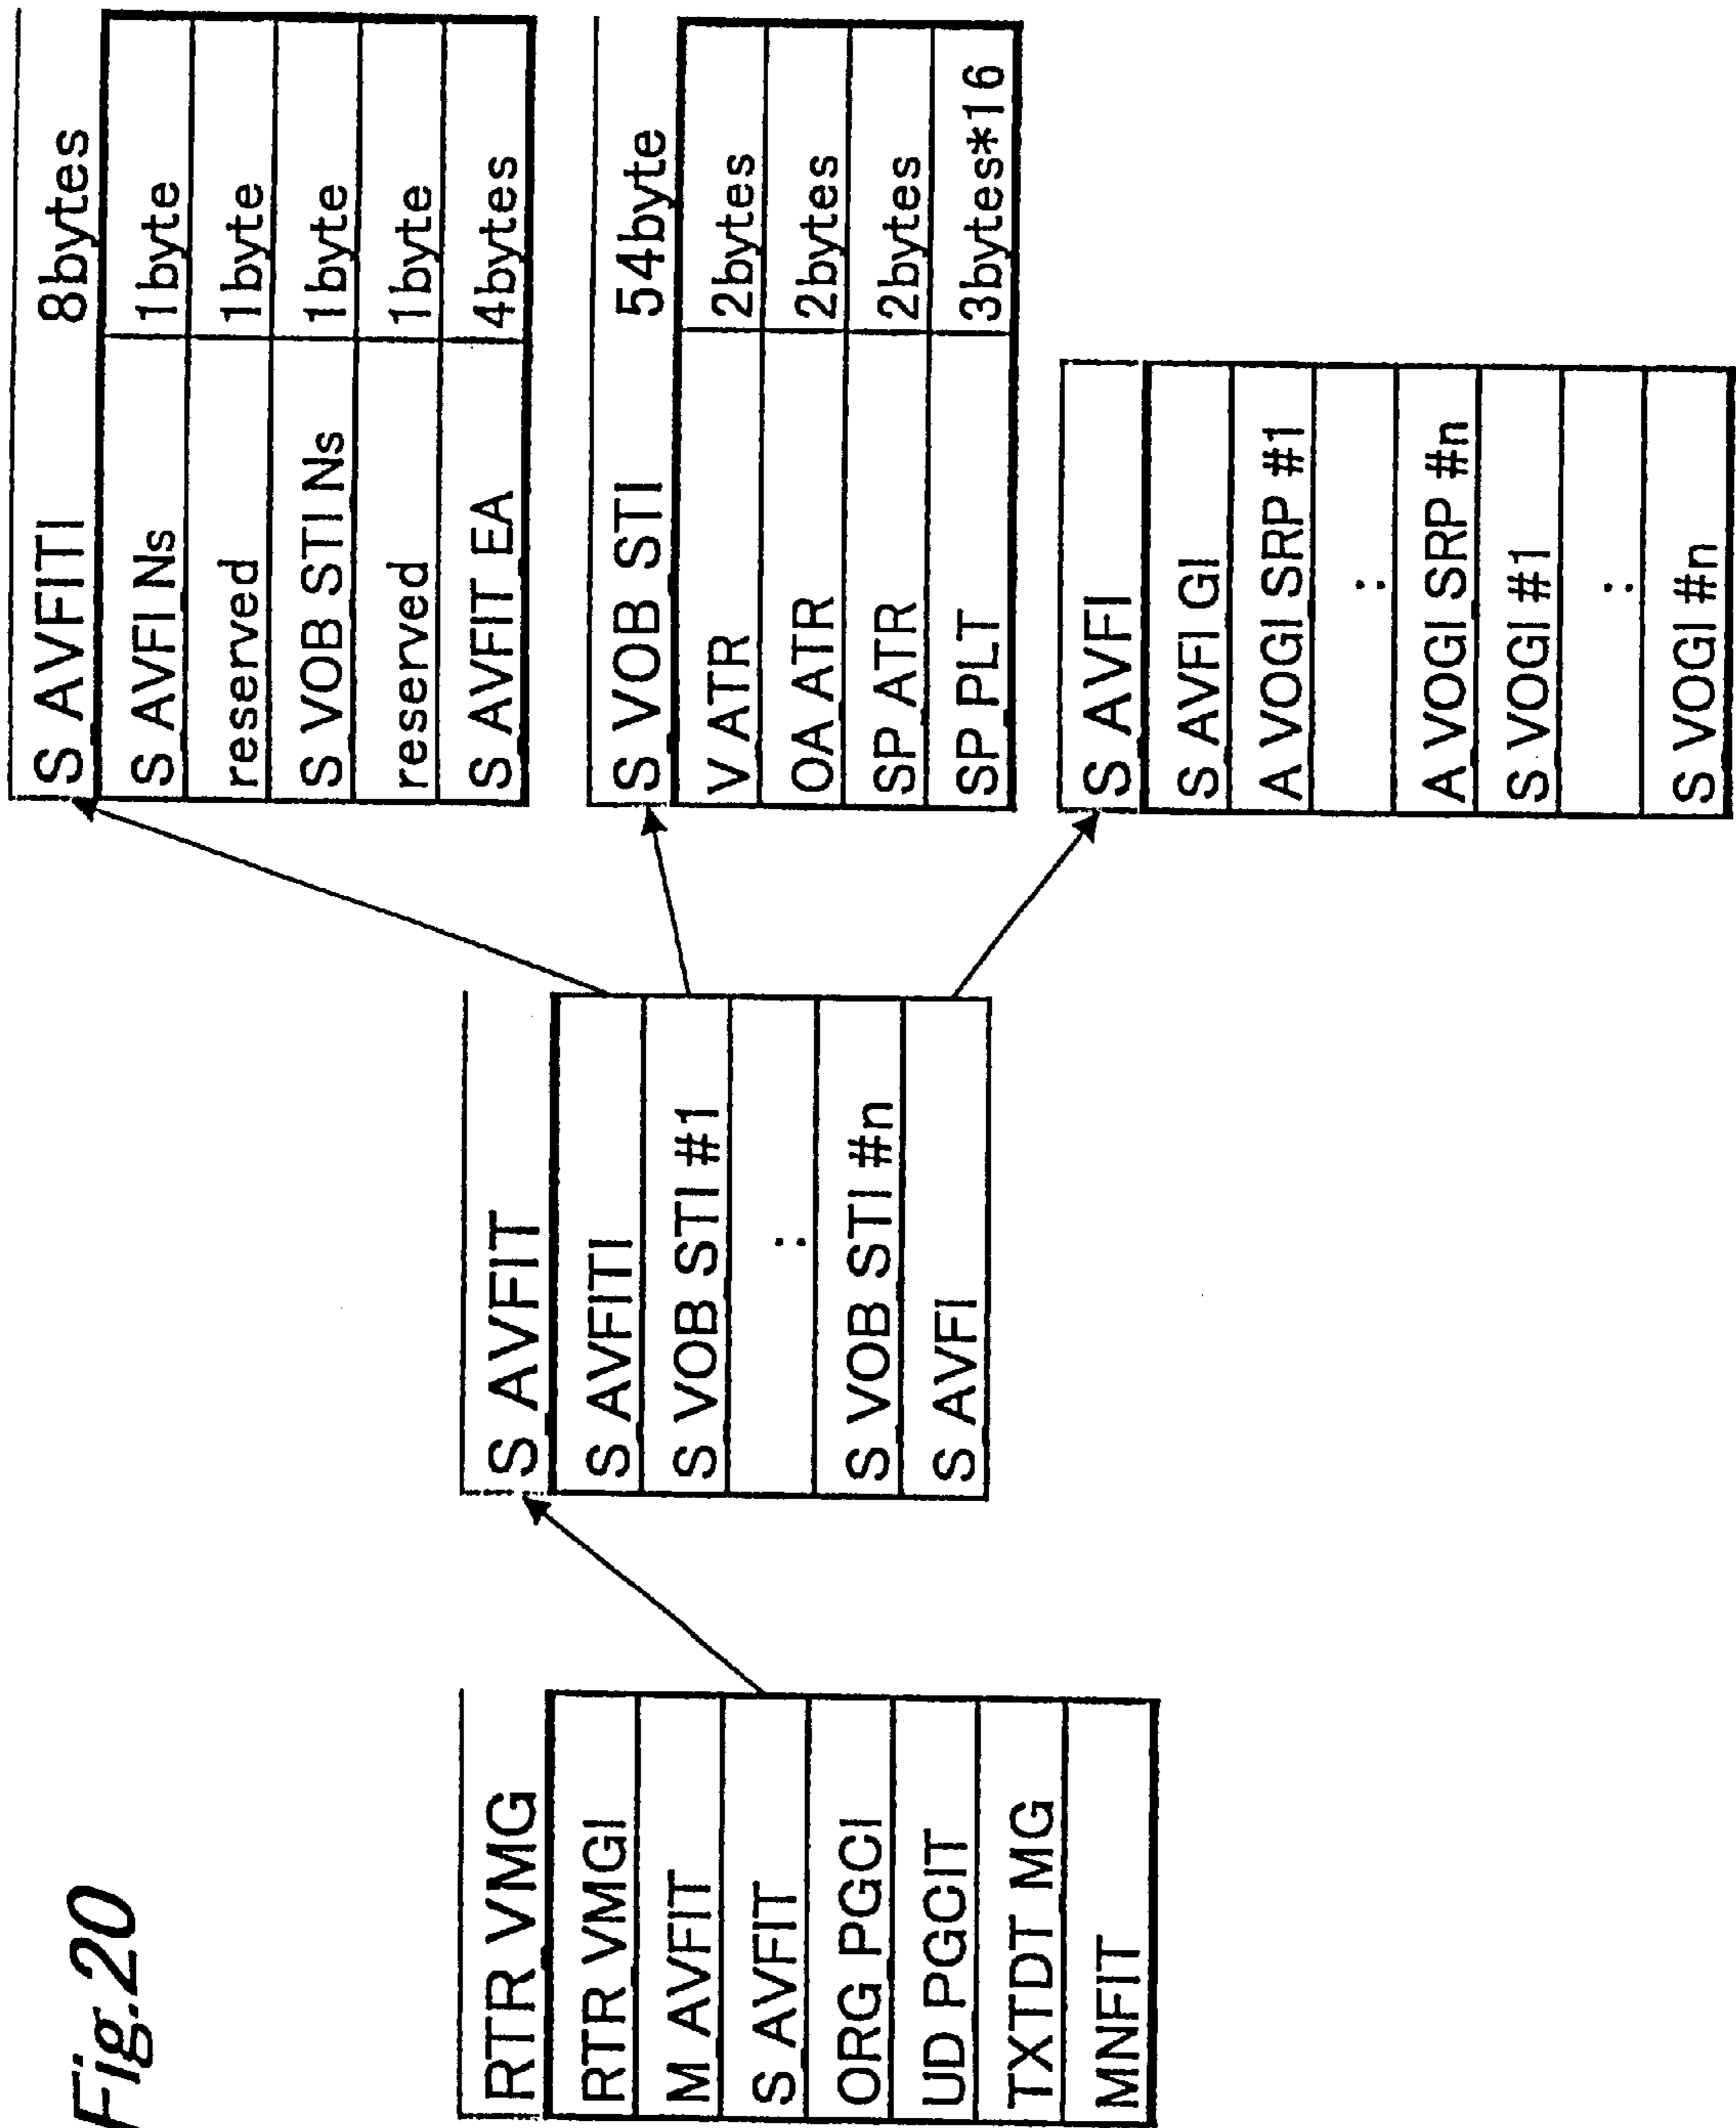 Fig.20
RTR VMG
RTR VMGI
M AVFIT
S AVFIT
ORG PGCI
UD PGCIT
TXTDT MG
MNFIT
S AVFIT
S AVFITI
S VOB STI #1
:
S VOB STI #n
S AVFI
S AVFITI 8bytes
S AVFI Ns 1byte
reserved 1byte
S VOB STI Ns 1byte
reserved 1byte
S AVFIT EA 4bytes
S VOB STI 54byte
V ATR 2bytes
OA ATR 2bytes
SP ATR 2bytes
SP PLT 3bytes*16
S AVFI
S AVFI GI
A VOGI SRP #1
:
A VOGI SRP #n
S VOGI #1
:
S VOGI #n